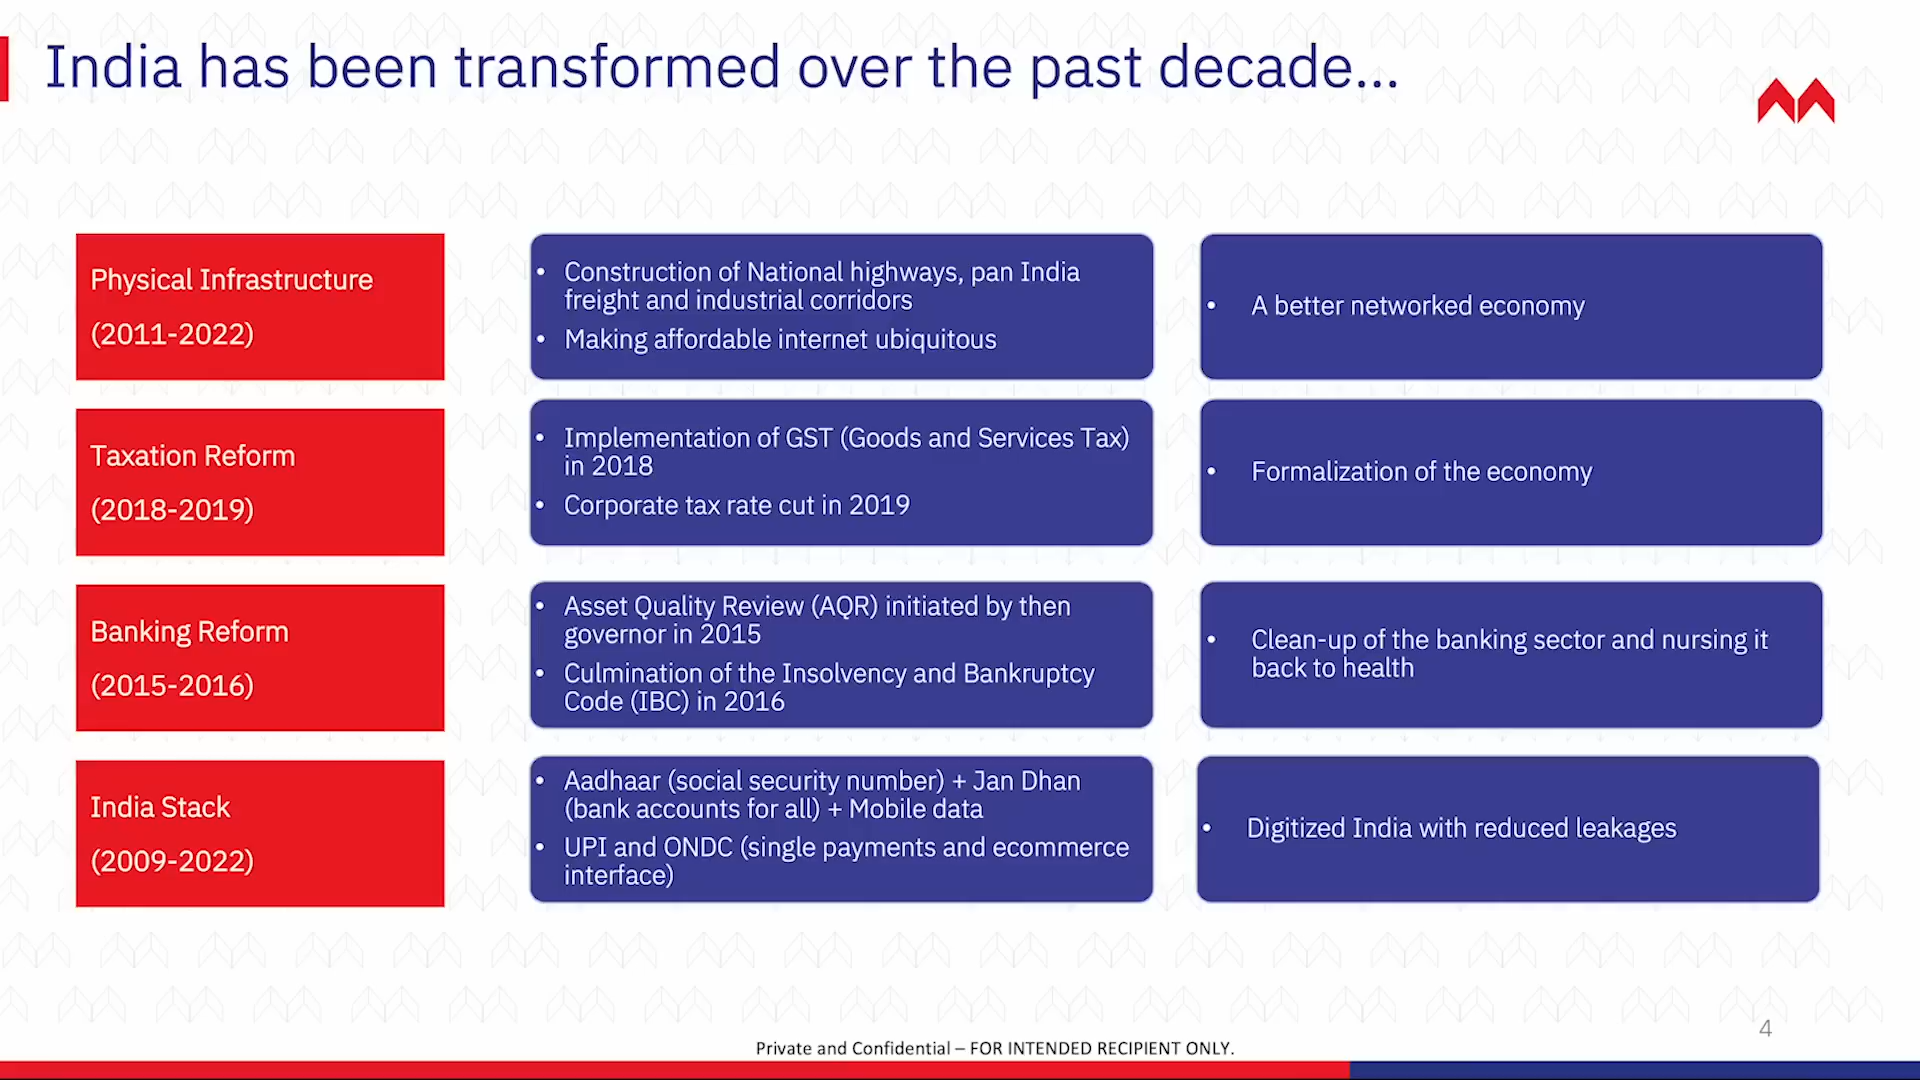 India has been transformed over the past decade...
Physical Infrastructure
(2011-2022)
• Construction of National highways, pan India
freight and industrial corridors
• Making affordable internet ubiquitous
• A better networked economy
Taxation Reform
(2018-2019)
• Implementation of GST (Goods and Services Tax)
in 2018
• Corporate tax rate cut in 2019
• Formalization of the economy
Banking Reform
(2015-2016)
• Asset Quality Review (AQR) initiated by then
governor in 2015
• Culmination of the Insolvency and Bankruptcy
Code (IBC) in 2016
• Clean-up of the banking sector and nursing it
back to health
India Stack
(2009-2022)
• Aadhaar (social security number) + Jan Dhan
(bank accounts for all) + Mobile data
• UPI and ONDC (single payments and ecommerce
interface)
• Digitized India with reduced leakages
4
Private and Confidential – FOR INTENDED RECIPIENT ONLY.